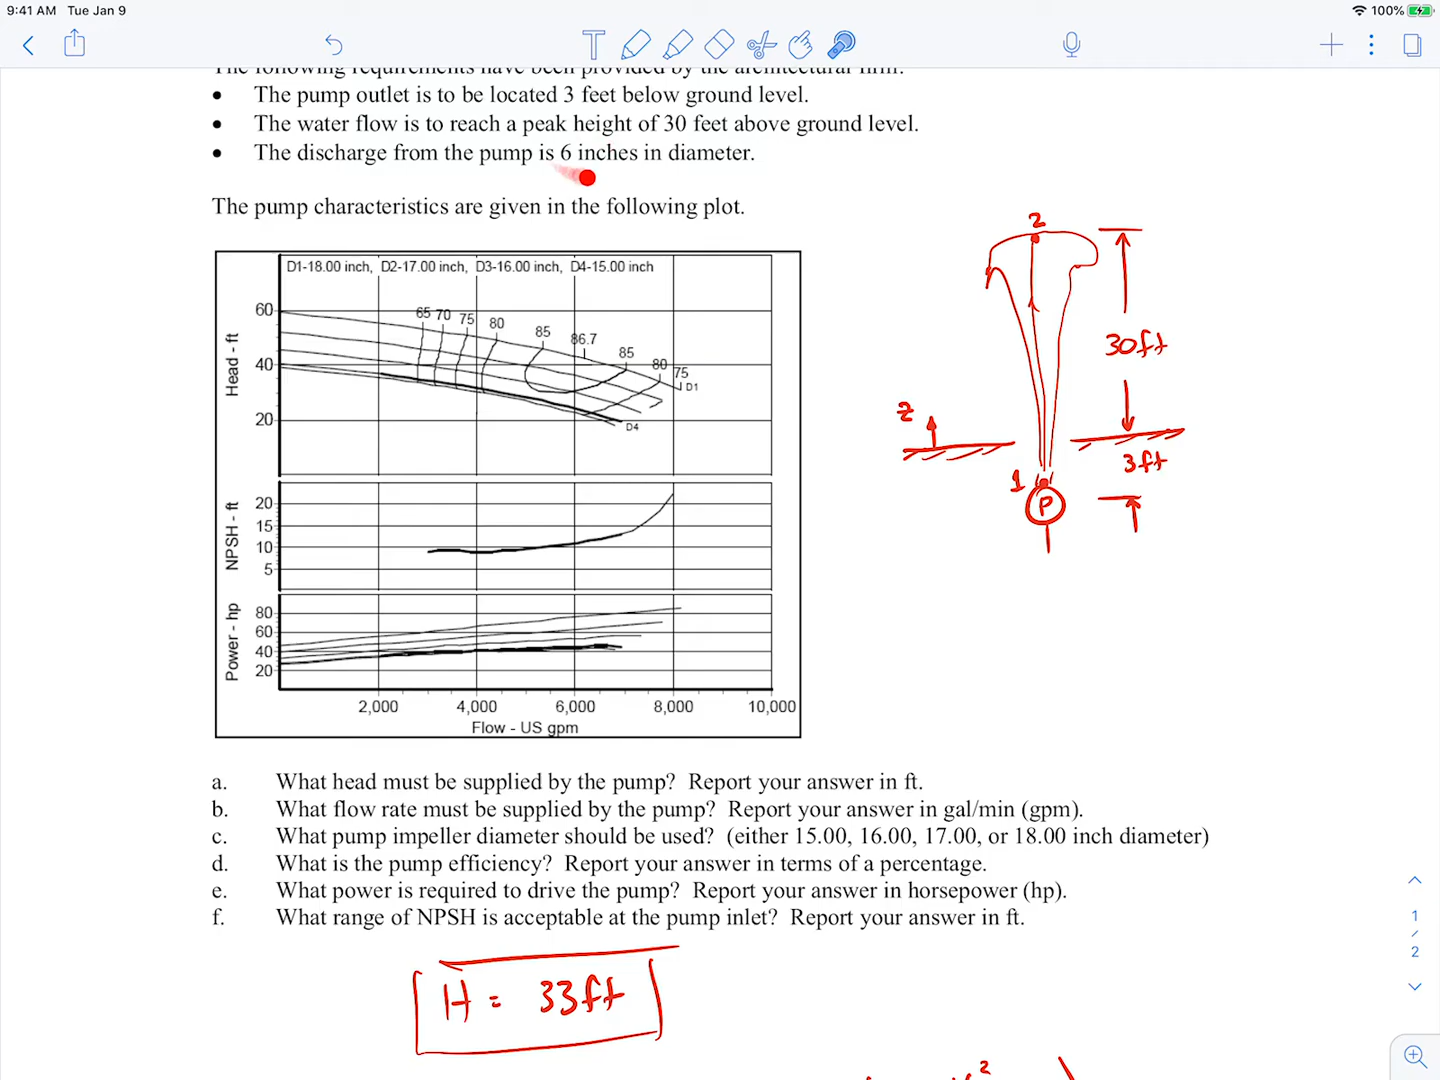 9:41 AM Tue Jan 9
100%
The following requirements have been provided by the architectural firm.
• The pump outlet is to be located 3 feet below ground level.
• The water flow is to reach a peak height of 30 feet above ground level.
• The discharge from the pump is 6 inches in diameter.
The pump characteristics are given in the following plot.
D1-18.00 inch, D2-17.00 inch, D3-16.00 inch, D4-15.00 inch
Head - ft
60
40
20
65 70 75 80 85 86.7 85 80 75
D1
D4
NPSH - ft
20
15
10
5
Power - hp
80
60
40
20
2,000 4,000 6,000 8,000 10,000
Flow - US gpm
2
30ft
z
3ft
1
P
a. What head must be supplied by the pump? Report your answer in ft.
b. What flow rate must be supplied by the pump? Report your answer in gal/min (gpm).
c. What pump impeller diameter should be used? (either 15.00, 16.00, 17.00, or 18.00 inch diameter)
d. What is the pump efficiency? Report your answer in terms of a percentage.
e. What power is required to drive the pump? Report your answer in horsepower (hp).
f. What range of NPSH is acceptable at the pump inlet? Report your answer in ft.
H = 33ft
1
/
2